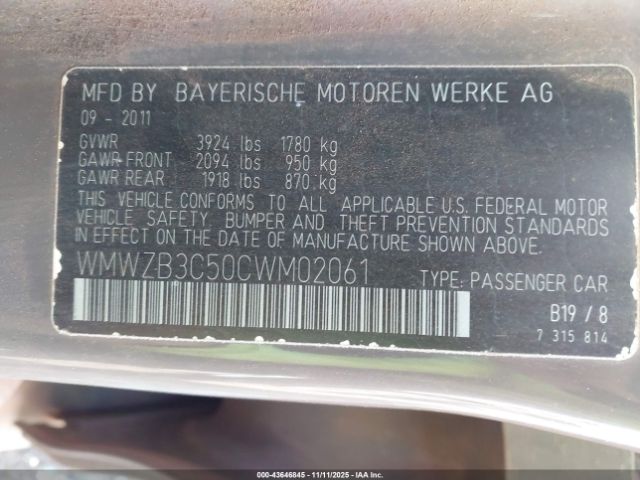 MFD BY BAYERISCHE MOTOREN WERKE AG
09 - 2011
GVWR 3924 lbs 1780 kg
GAWR FRONT 2094 lbs 950 kg
GAWR REAR 1918 lbs 870 kg
THIS VEHICLE CONFORMS TO ALL APPLICABLE U.S. FEDERAL MOTOR
VEHICLE SAFETY, BUMPER AND THEFT PREVENTION STANDARDS
IN EFFECT ON THE DATE OF MANUFACTURE SHOWN ABOVE.
WMWZB3C50CWM02061 TYPE: PASSENGER CAR
B19 / 8
7 315 814
000-43646845 - 11/11/2025 - IAAI.com